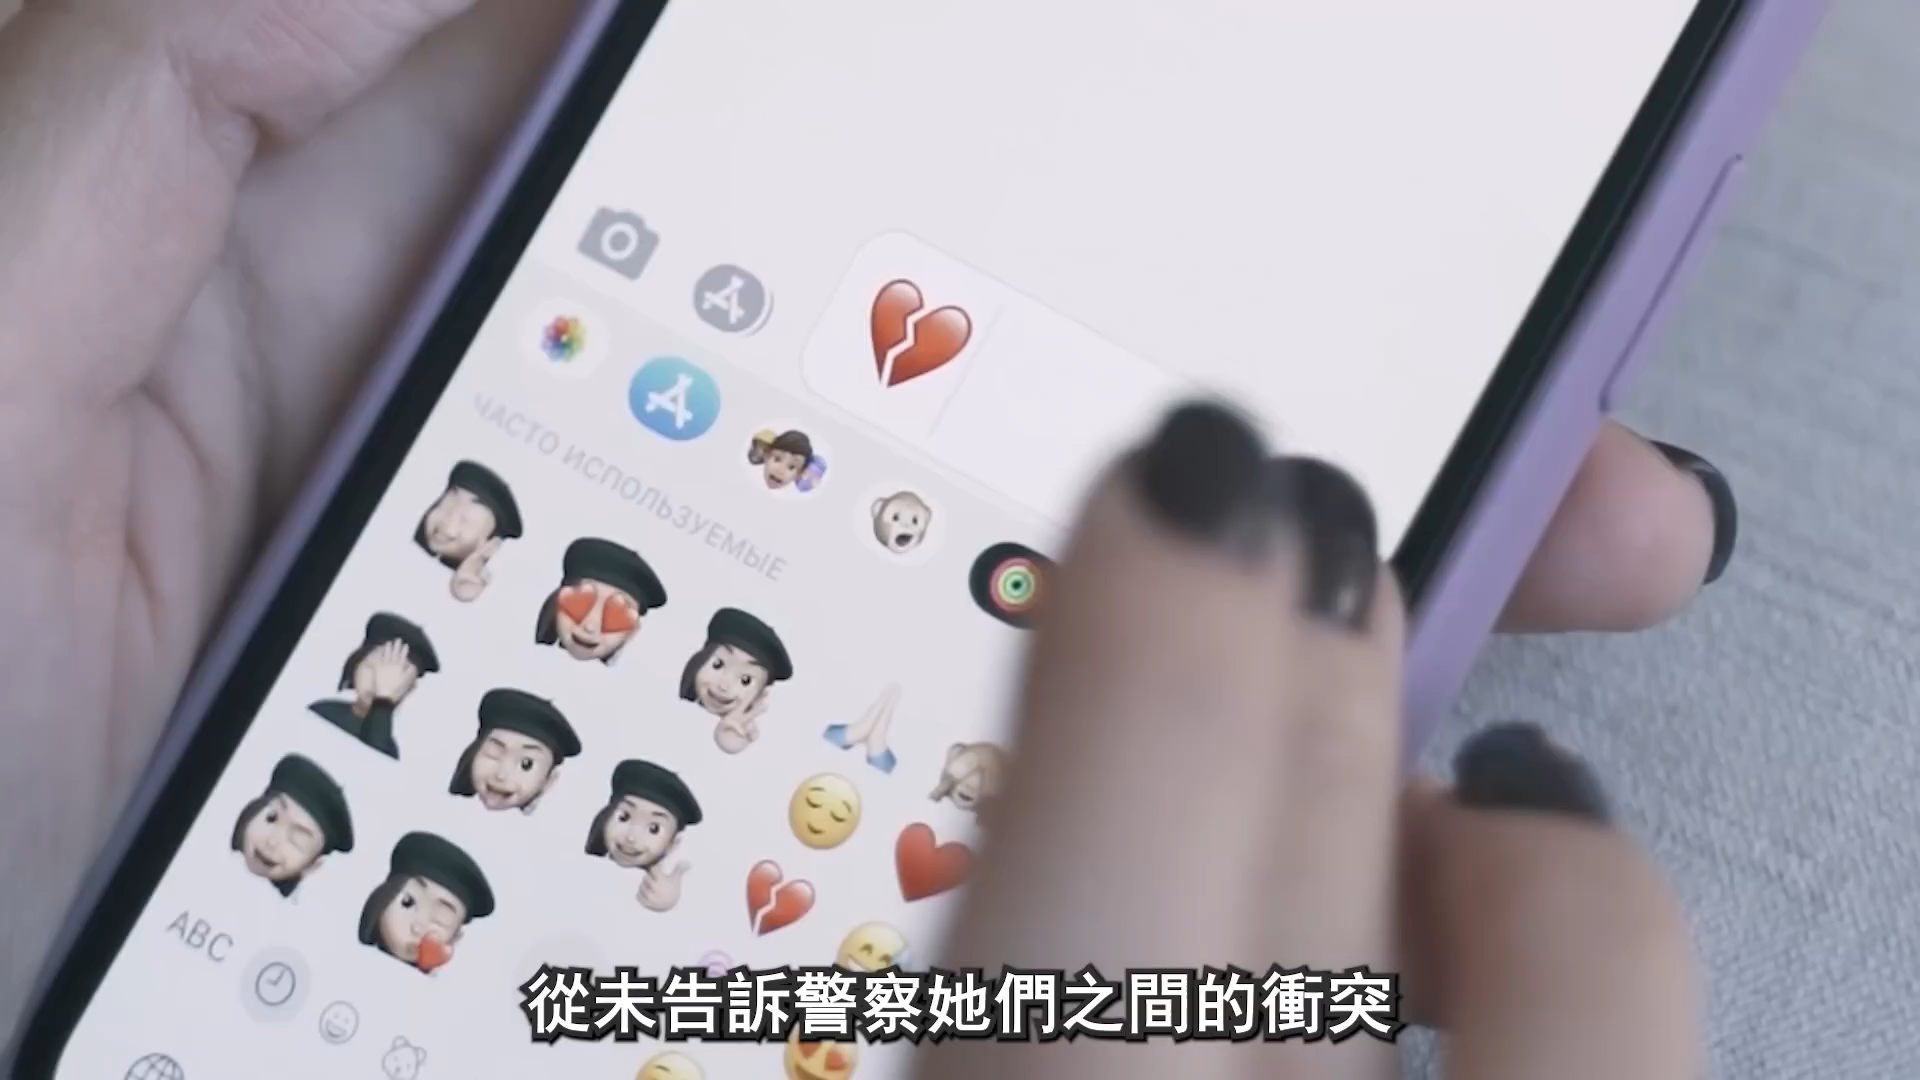 ЧАСТО ИСПОЛЬЗУЕМЫЕ
ABC
從未告訴警察她們之間的衝突